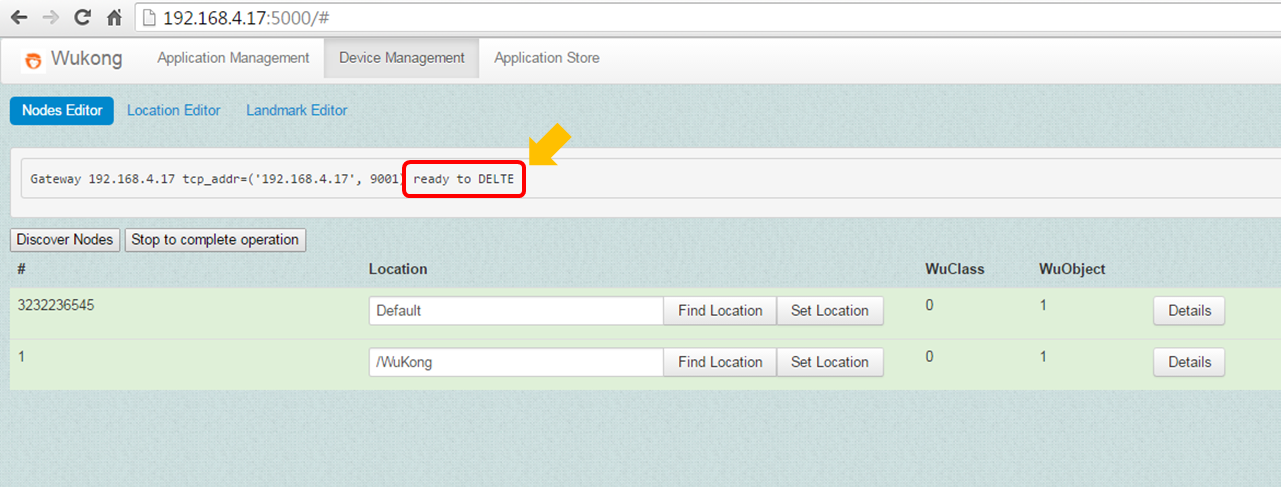 192.168.4.17:5000/#
Wukong Application Management Device Management Application Store
Nodes Editor Location Editor Landmark Editor
Gateway 192.168.4.17 tcp_addr=('192.168.4.17', 9001) ready to DELTE
Discover Nodes Stop to complete operation
# Location WuClass WuObject
3232236545 Default Find Location Set Location 0 1 Details
1 /WuKong Find Location Set Location 0 1 Details